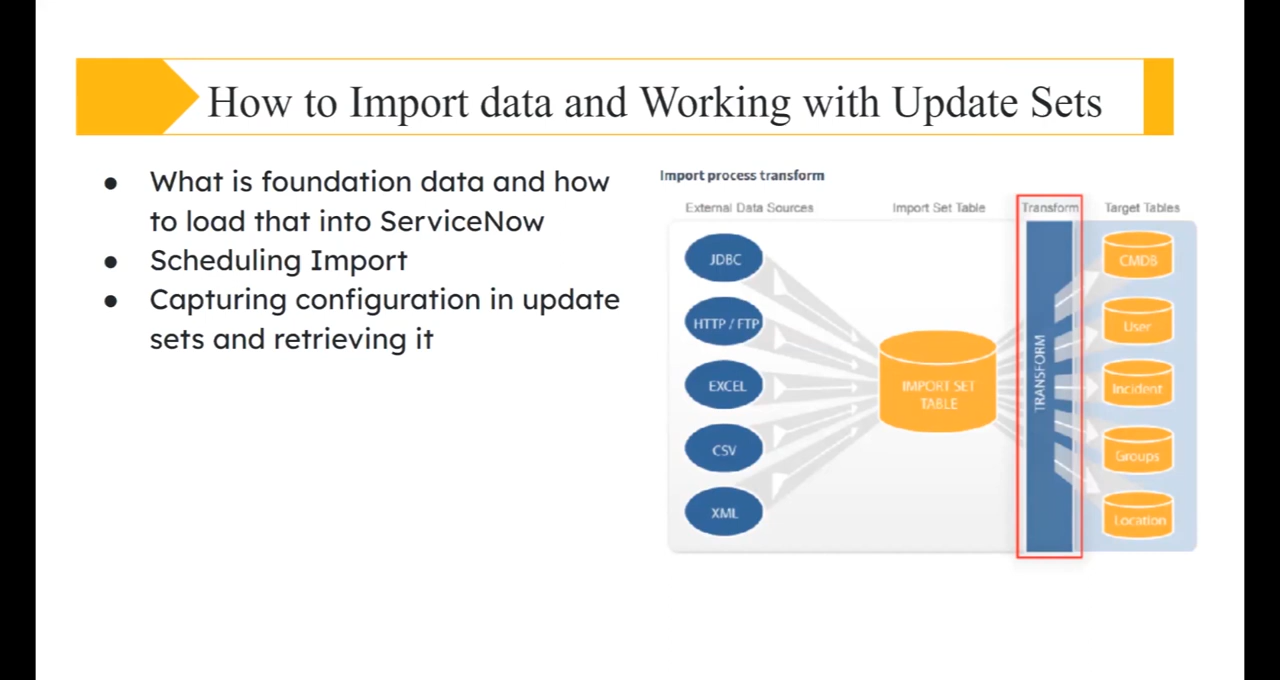 How to Import data and Working with Update Sets
● What is foundation data and how
to load that into ServiceNow
● Scheduling Import
● Capturing configuration in update
sets and retrieving it
Import process transform
External Data Sources
Import Set Table
Transform
Target Tables
JDBC
HTTP / FTP
EXCEL
CSV
XML
IMPORT SET
TABLE
TRANSFORM
CMDB
User
Incident
Groups
Location